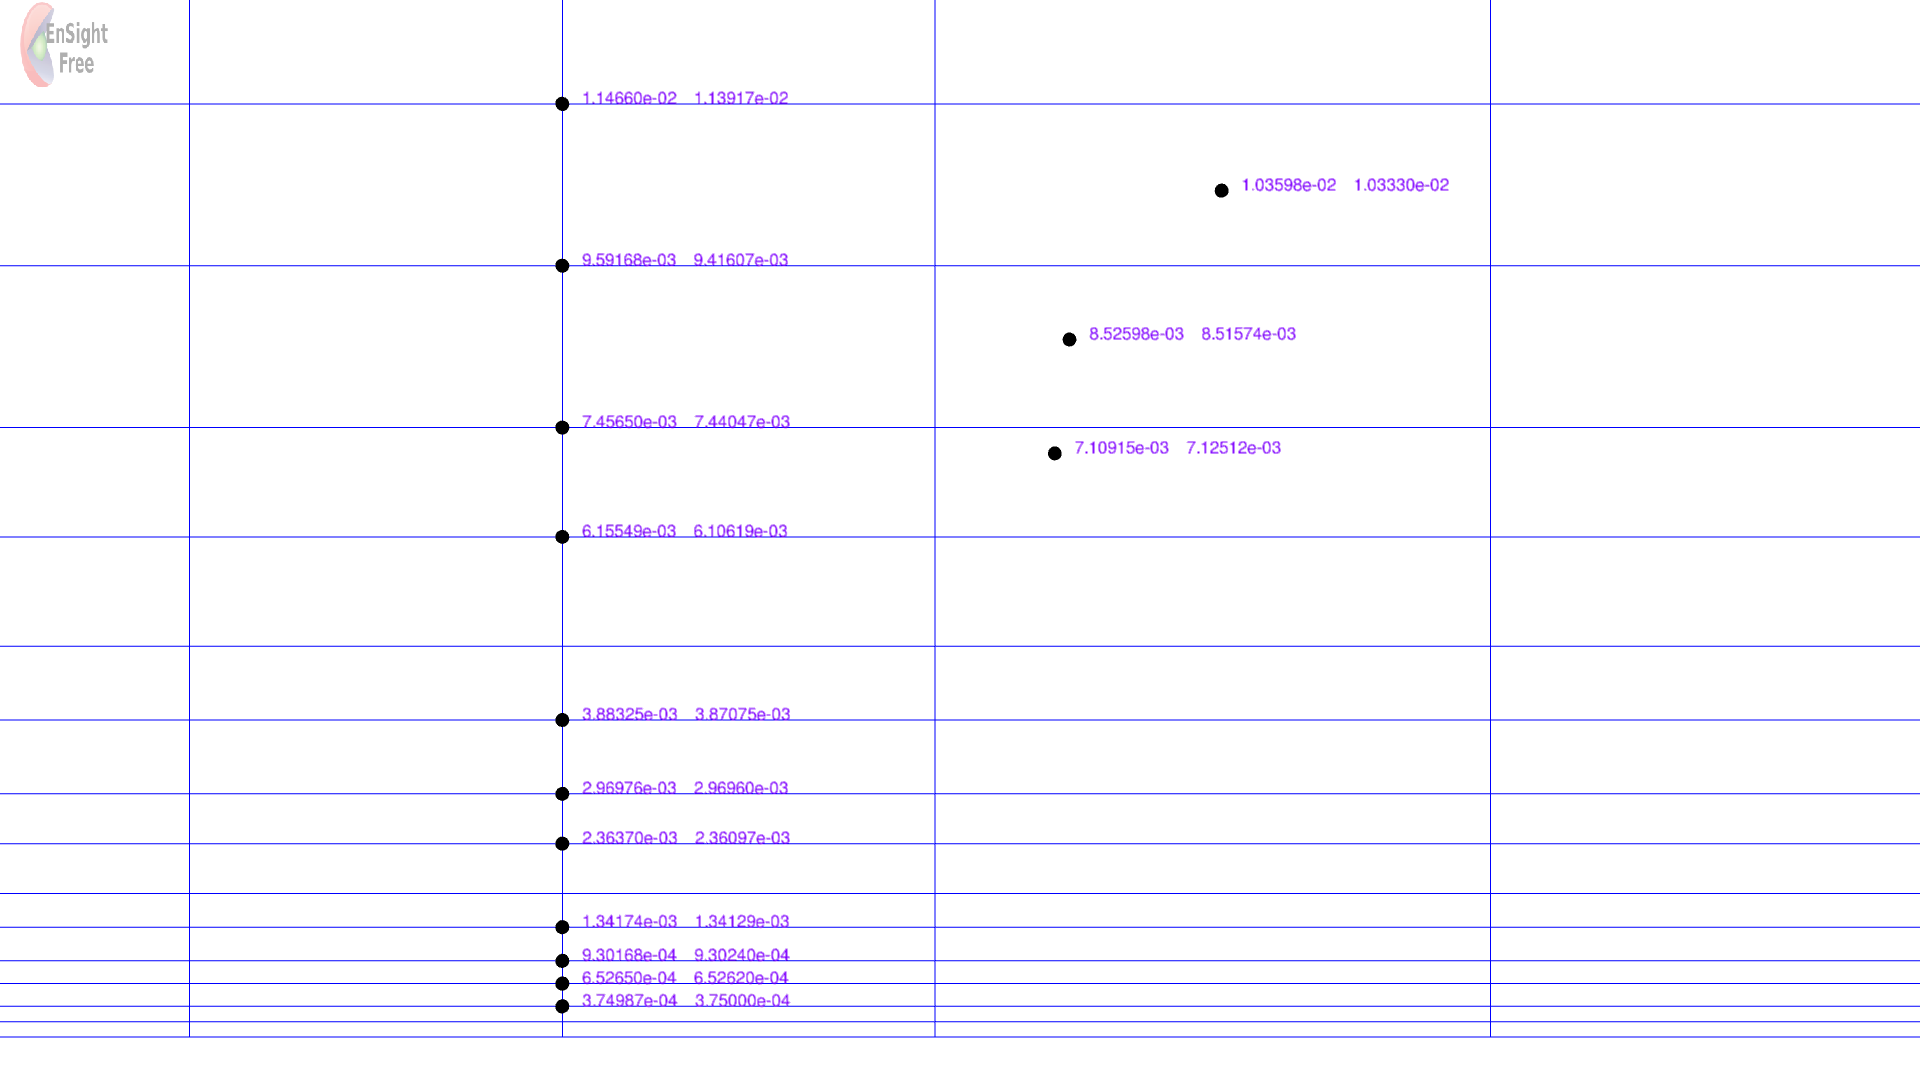 EnSight
Free
1.14660e-02 1.13917e-02
1.03598e-02 1.03330e-02
9.59168e-03 9.41607e-03
8.52598e-03 8.51574e-03
7.45650e-03 7.44047e-03
7.10915e-03 7.12512e-03
6.15549e-03 6.10619e-03
3.88325e-03 3.87075e-03
2.96976e-03 2.96960e-03
2.36370e-03 2.36097e-03
1.34174e-03 1.34129e-03
9.30168e-04 9.30240e-04
6.52650e-04 6.52620e-04
3.74987e-04 3.75000e-04